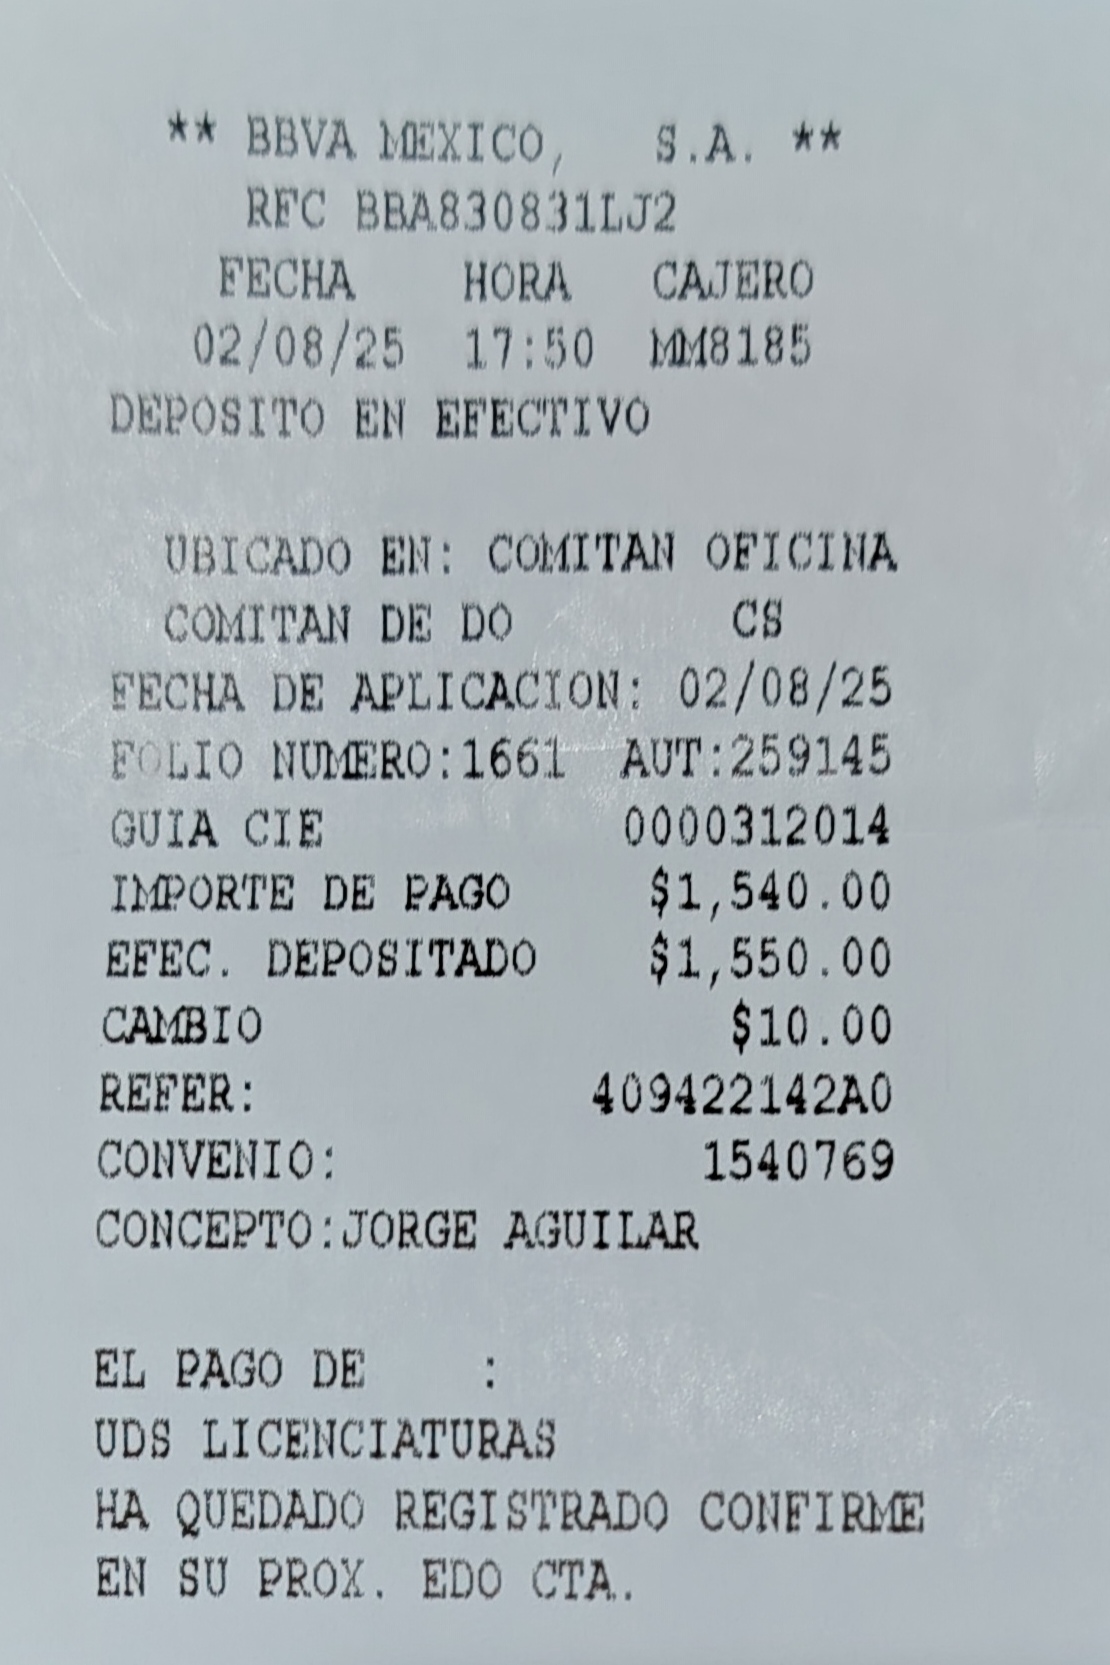 ** BBVA MEXICO, S.A. **
RFC BBA830831LJ2
FECHA HORA CAJERO
02/08/25 17:50 MM8185
DEPOSITO EN EFECTIVO
UBICADO EN: COMITAN OFICINA
COMITAN DE DO CS
FECHA DE APLICACION: 02/08/25
FOLIO NUMERO:1661 AUT:259145
GUIA CIE 0000312014
IMPORTE DE PAGO $1,540.00
EFEC. DEPOSITADO $1,550.00
CAMBIO $10.00
REFER: 409422142A0
CONVENIO: 1540769
CONCEPTO:JORGE AGUILAR
EL PAGO DE :
UDS LICENCIATURAS
HA QUEDADO REGISTRADO CONFIRME
EN SU PROX. EDO CTA.